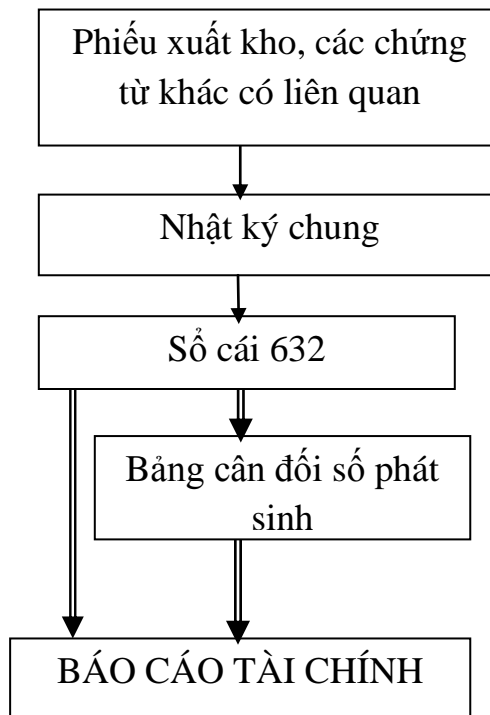 Phiếu xuất kho, các chứng
từ khác có liên quan
Nhật ký chung
Sổ cái 632
Bảng cân đối số phát
sinh
BÁO CÁO TÀI CHÍNH